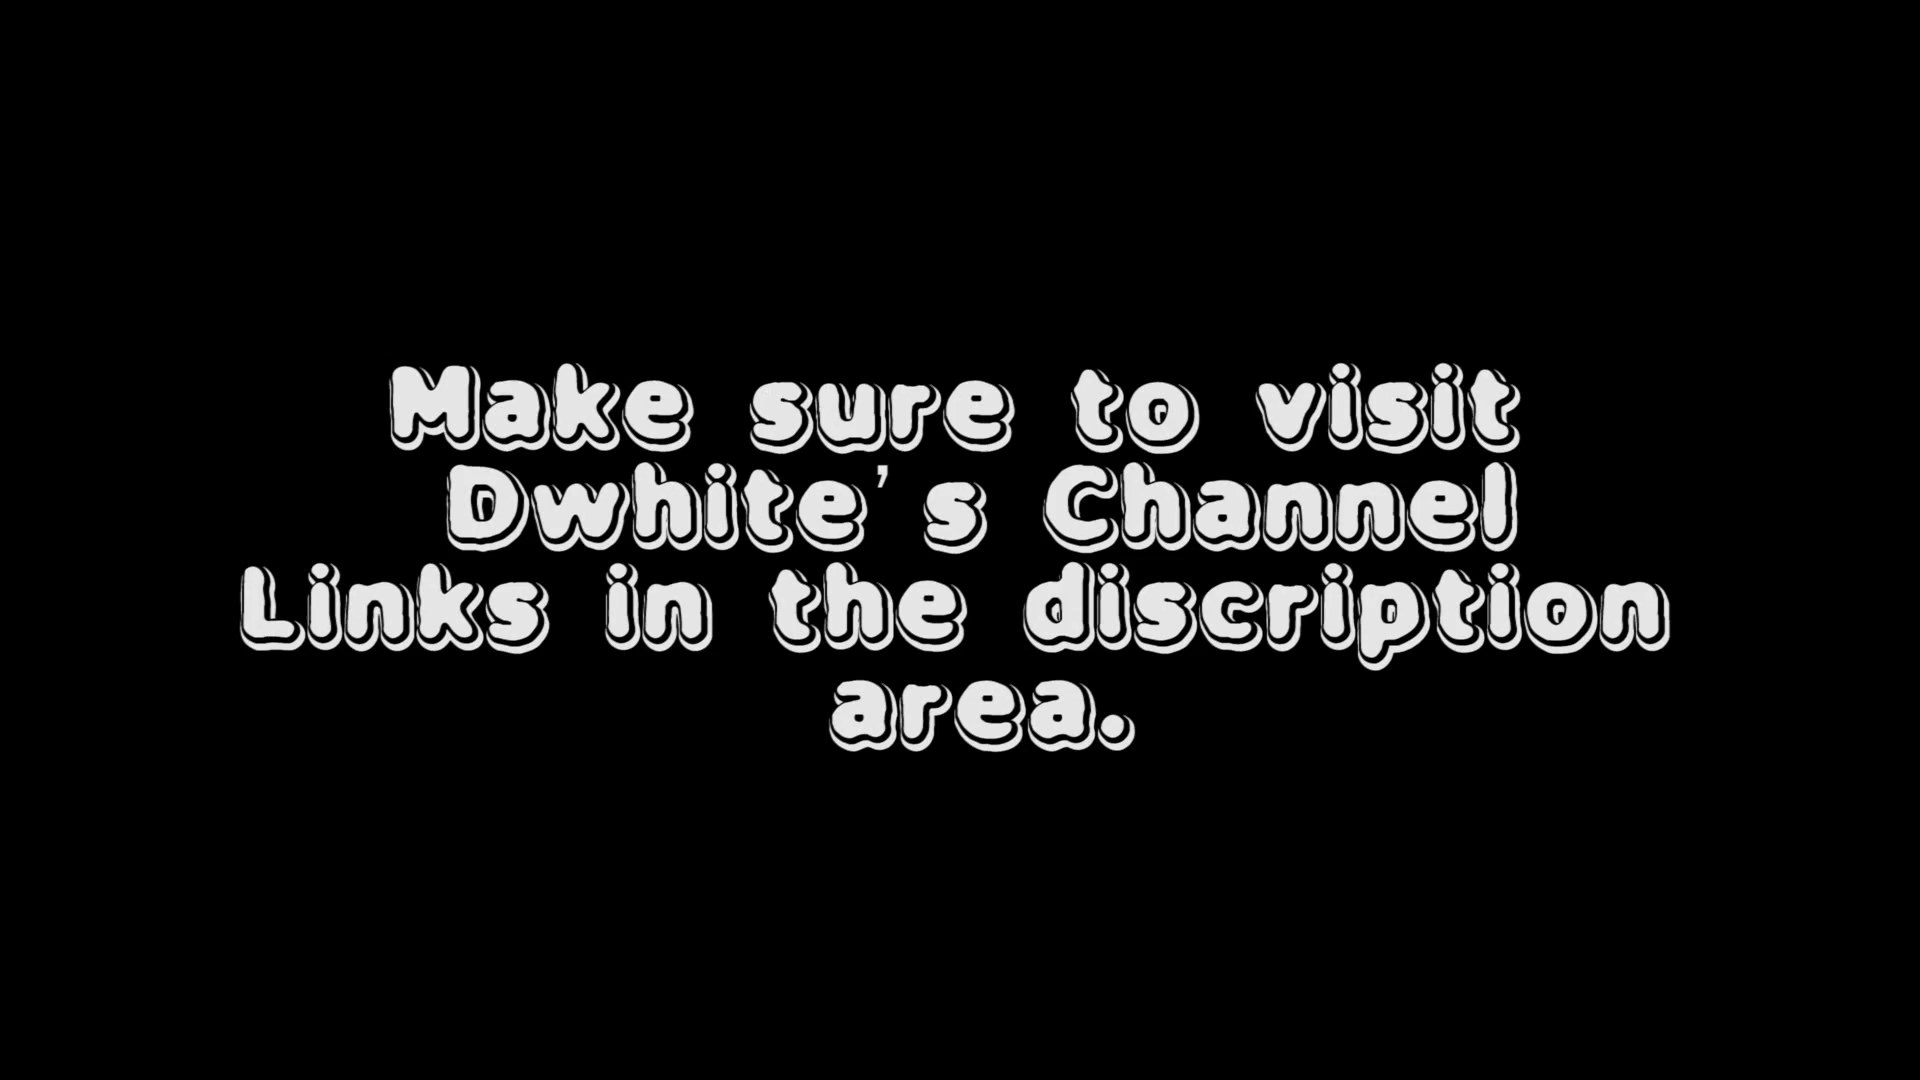 Make sure to visit
Dwhite's Channel
Links in the discription
area.